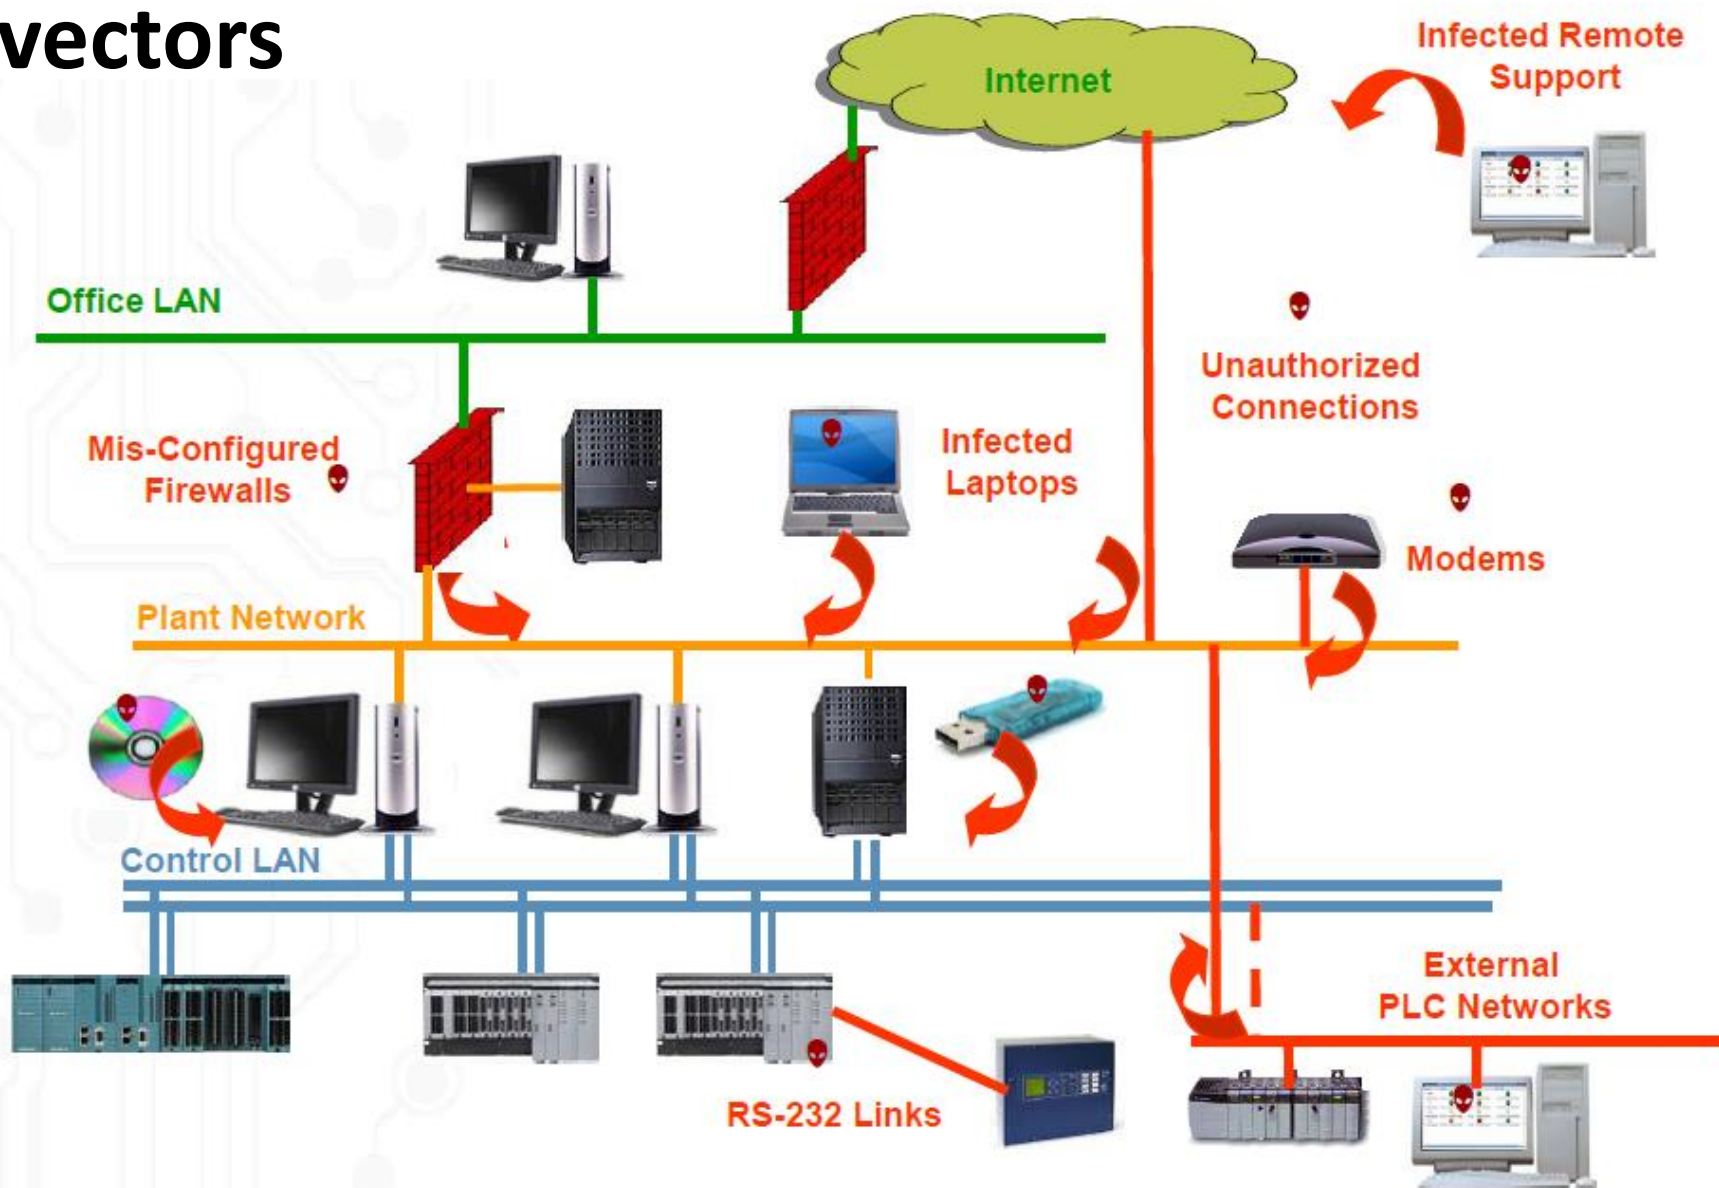 vectors
Internet
Infected Remote
Support
Office LAN
Unauthorized
Connections
Mis-Configured
Firewalls
Infected
Laptops
Modems
Plant Network
Control LAN
External
PLC Networks
RS-232 Links